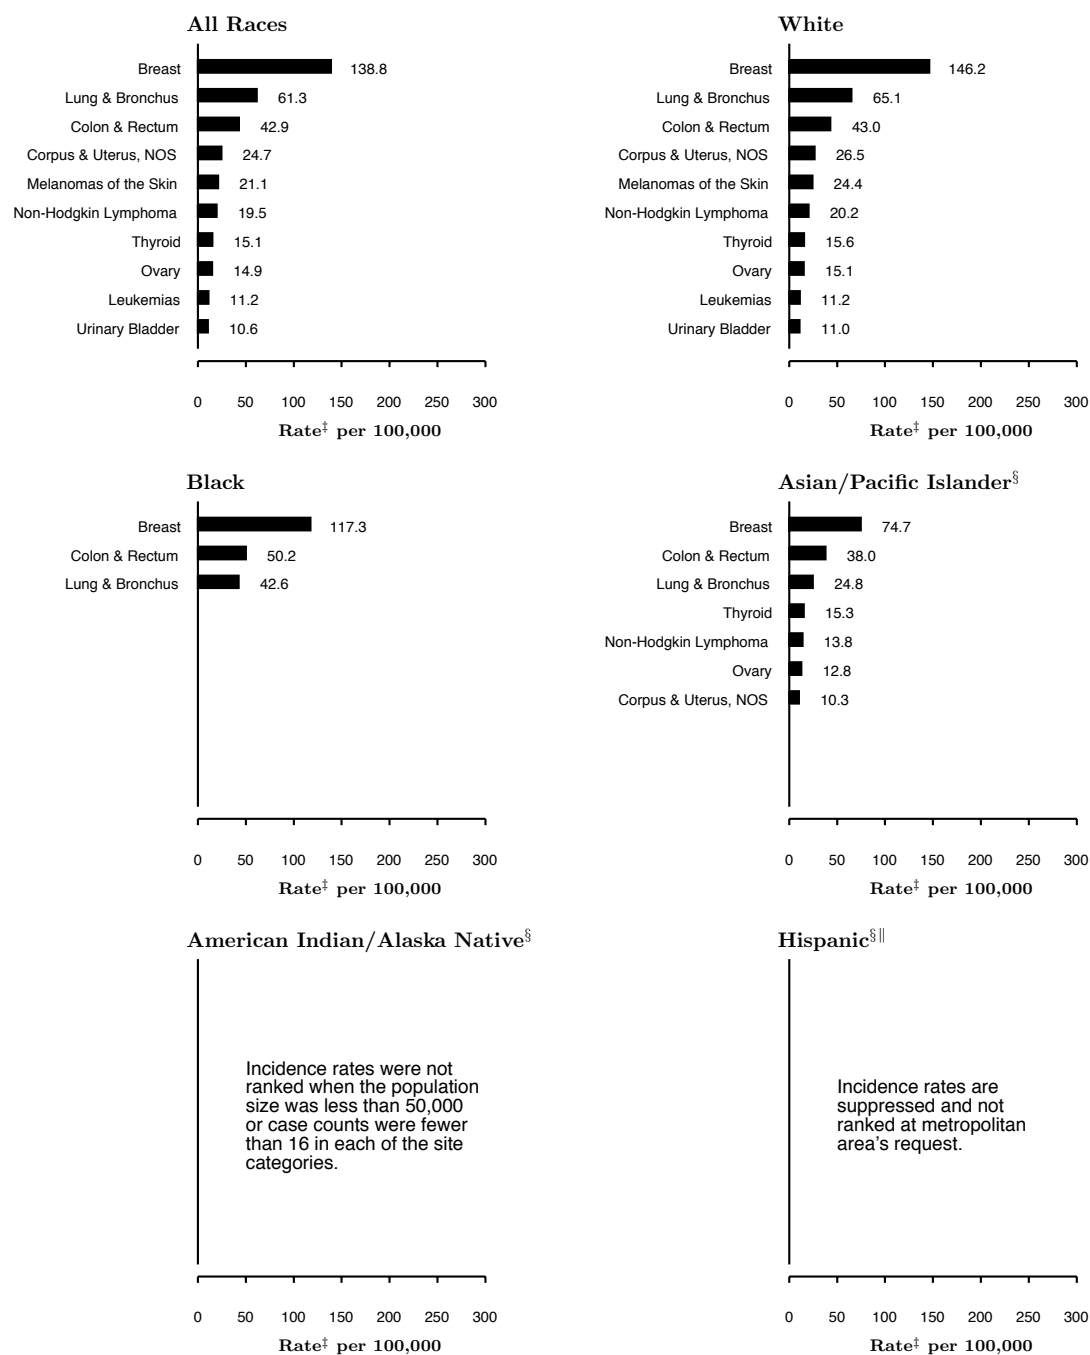 All Races
Breast 138.8
Lung & Bronchus 61.3
Colon & Rectum 42.9
Corpus & Uterus, NOS 24.7
Melanomas of the Skin 21.1
Non-Hodgkin Lymphoma 19.5
Thyroid 15.1
Ovary 14.9
Leukemias 11.2
Urinary Bladder 10.6
0 50 100 150 200 250 300
Rate‡ per 100,000
White
Breast 146.2
Lung & Bronchus 65.1
Colon & Rectum 43.0
Corpus & Uterus, NOS 26.5
Melanomas of the Skin 24.4
Non-Hodgkin Lymphoma 20.2
Thyroid 15.6
Ovary 15.1
Leukemias 11.2
Urinary Bladder 11.0
0 50 100 150 200 250 300
Rate‡ per 100,000
Black
Breast 117.3
Colon & Rectum 50.2
Lung & Bronchus 42.6
0 50 100 150 200 250 300
Rate‡ per 100,000
Asian/Pacific Islander§
Breast 74.7
Colon & Rectum 38.0
Lung & Bronchus 24.8
Thyroid 15.3
Non-Hodgkin Lymphoma 13.8
Ovary 12.8
Corpus & Uterus, NOS 10.3
0 50 100 150 200 250 300
Rate‡ per 100,000
American Indian/Alaska Native§
Incidence rates were not
ranked when the population
size was less than 50,000
or case counts were fewer
than 16 in each of the site
categories.
0 50 100 150 200 250 300
Rate‡ per 100,000
Hispanic§‖
Incidence rates are
suppressed and not
ranked at metropolitan
area's request.
0 50 100 150 200 250 300
Rate‡ per 100,000